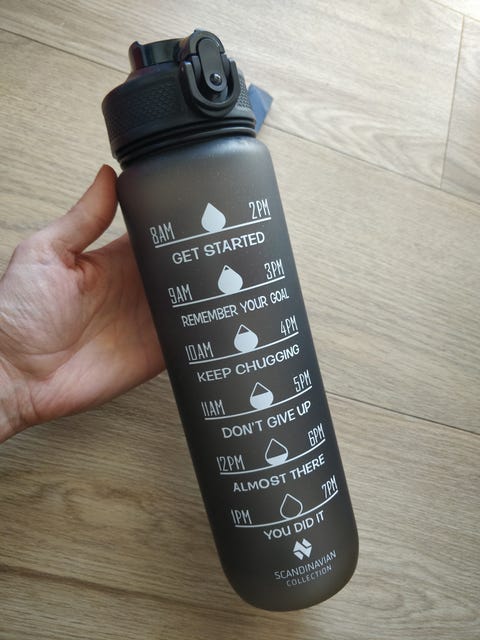 8AM 2PM
GET STARTED
9AM 3PM
REMEMBER YOUR GOAL
10AM 4PM
KEEP CHUGGING
11AM 5PM
DON'T GIVE UP
12PM 6PM
ALMOST THERE
1PM 7PM
YOU DID IT
SCANDINAVIAN
COLLECTION